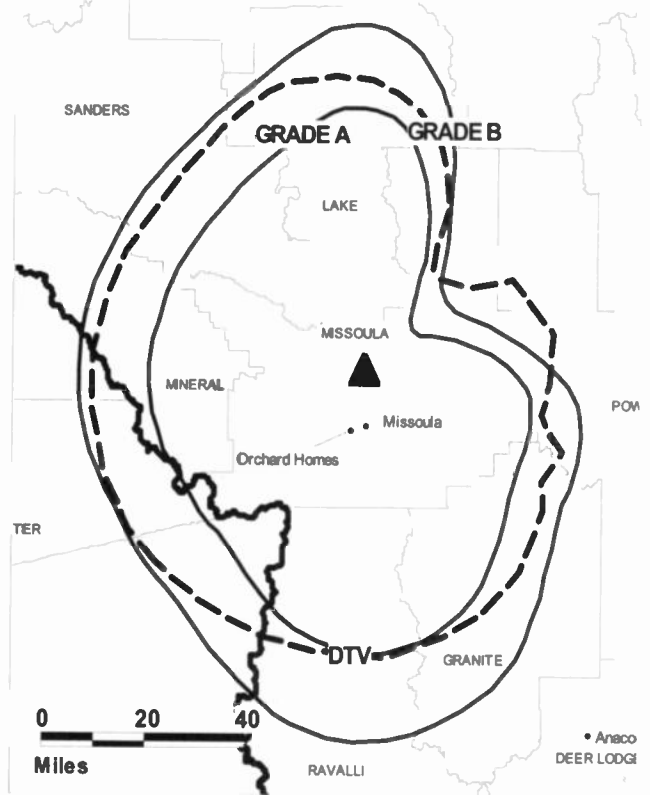 SANDERS
GRADE A
GRADE B
LAKE
MISSOULA
MINERAL
POW
Missoula
Orchard Homes
TIER
DTV
GRANITE
0 20 40
Miles
Anaco
DEER LODGE
RAVALLI